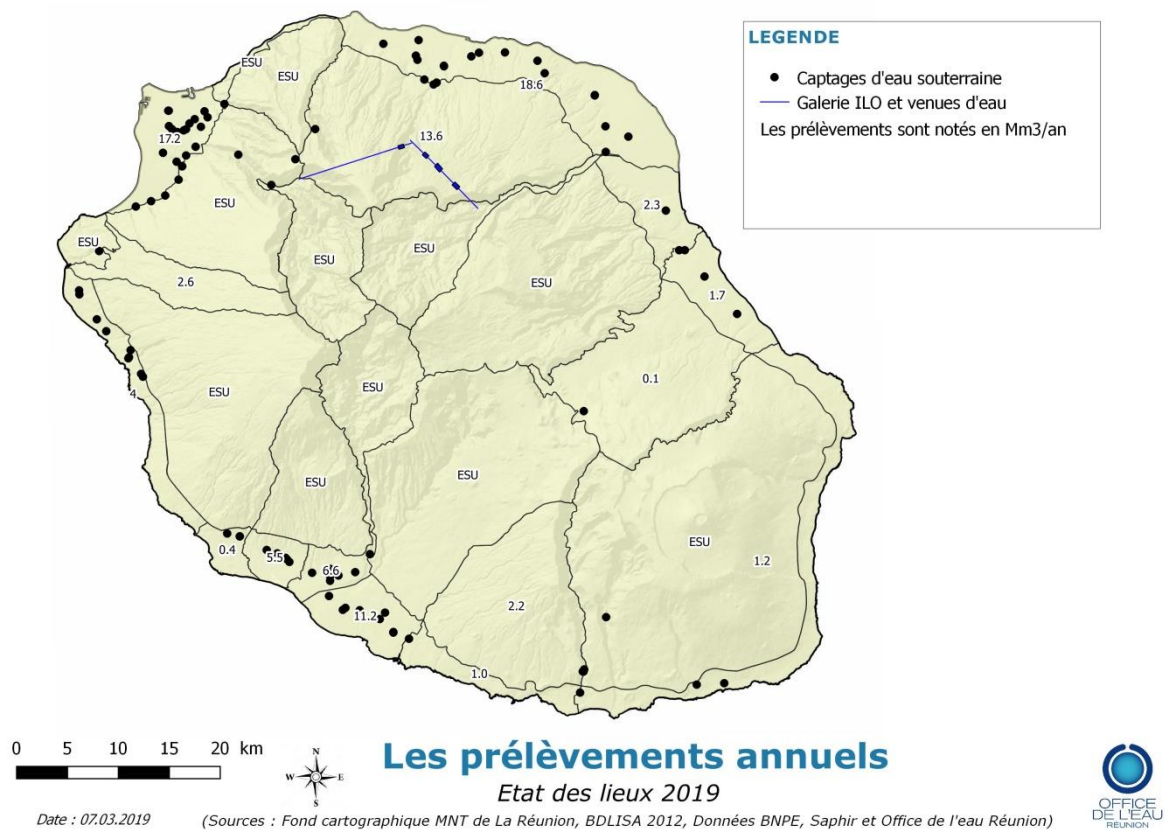 LEGENDE
Captages d'eau souterraine
Galerie ILO et venues d'eau
Les prélèvements sont notés en Mm3/an
ESU
ESU
18.6
17.2
13.6
ESU
2.3
ESU
ESU
ESU
2.6
ESU
1.7
0.1
ESU
ESU
4
ESU
ESU
ESU
0.4
5.5
1.2
6.6
2.2
11.2
1.0
0 5 10 15 20 km
N
W E
S
Les prélèvements annuels
Etat des lieux 2019
Date : 07.03.2019
(Sources : Fond cartographique MNT de La Réunion, BDLISA 2012, Données BNPE, Saphir et Office de l'eau Réunion)
OFFICE
DE L'EAU
RÉUNION